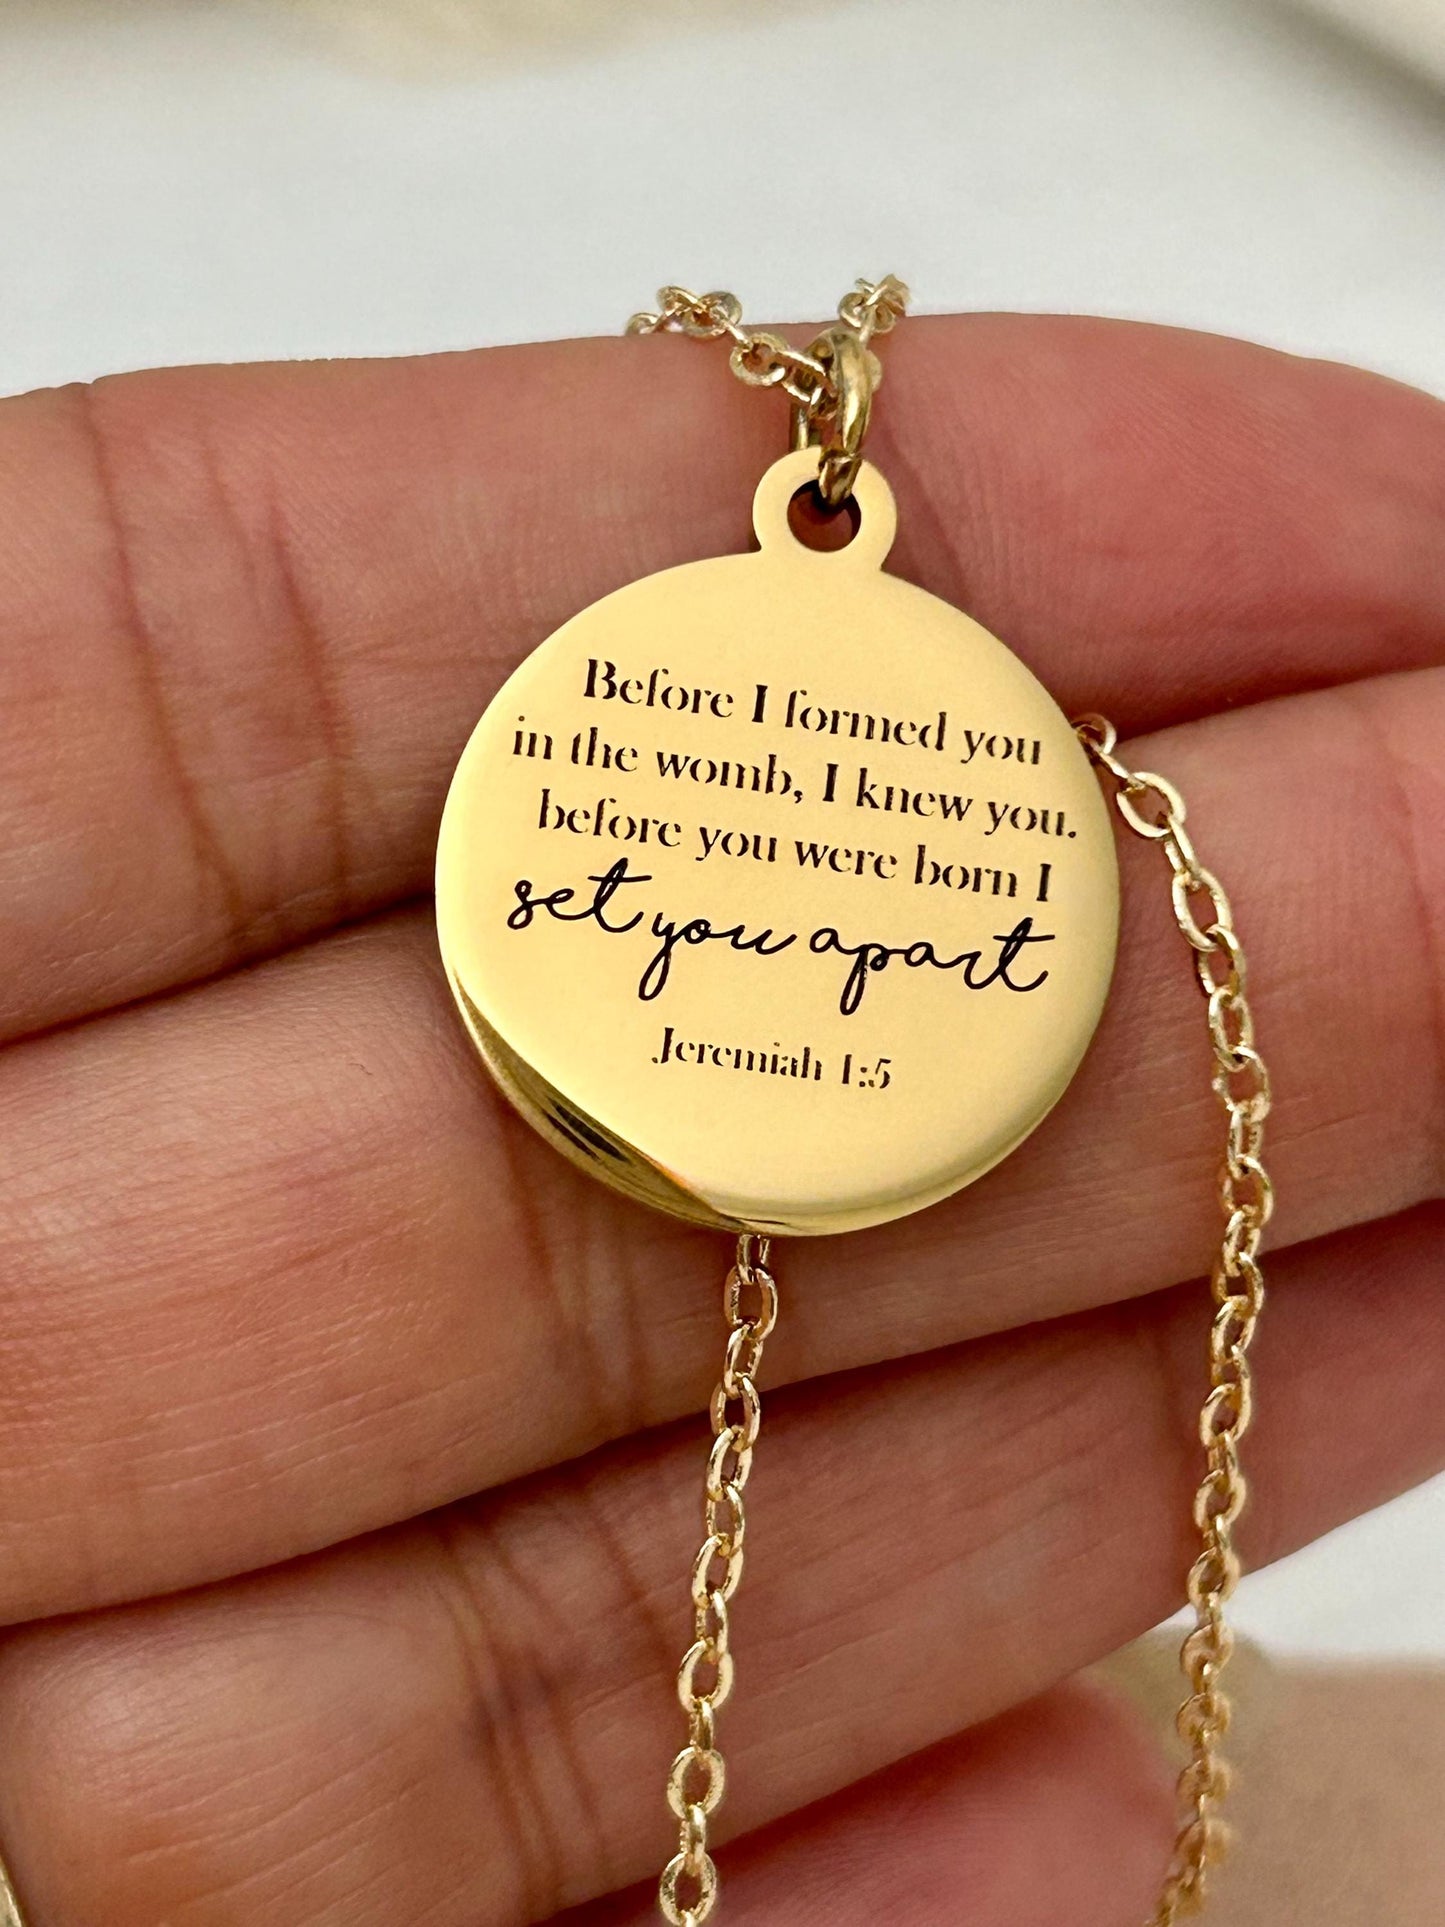 Before I formed you
in the womb, I knew you.
before you were born I
set you apart
Jeremiah 1:5